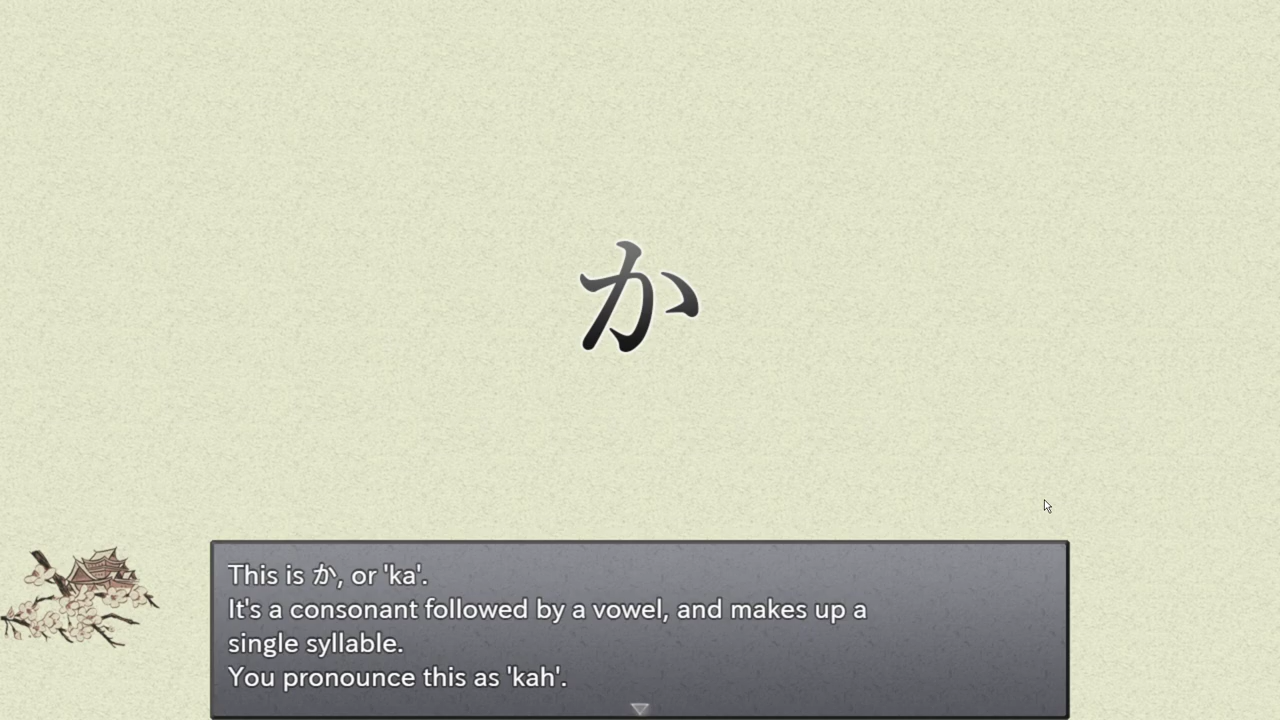 か
This is か, or 'ka'.
It's a consonant followed by a vowel, and makes up a
single syllable.
You pronounce this as 'kah'.